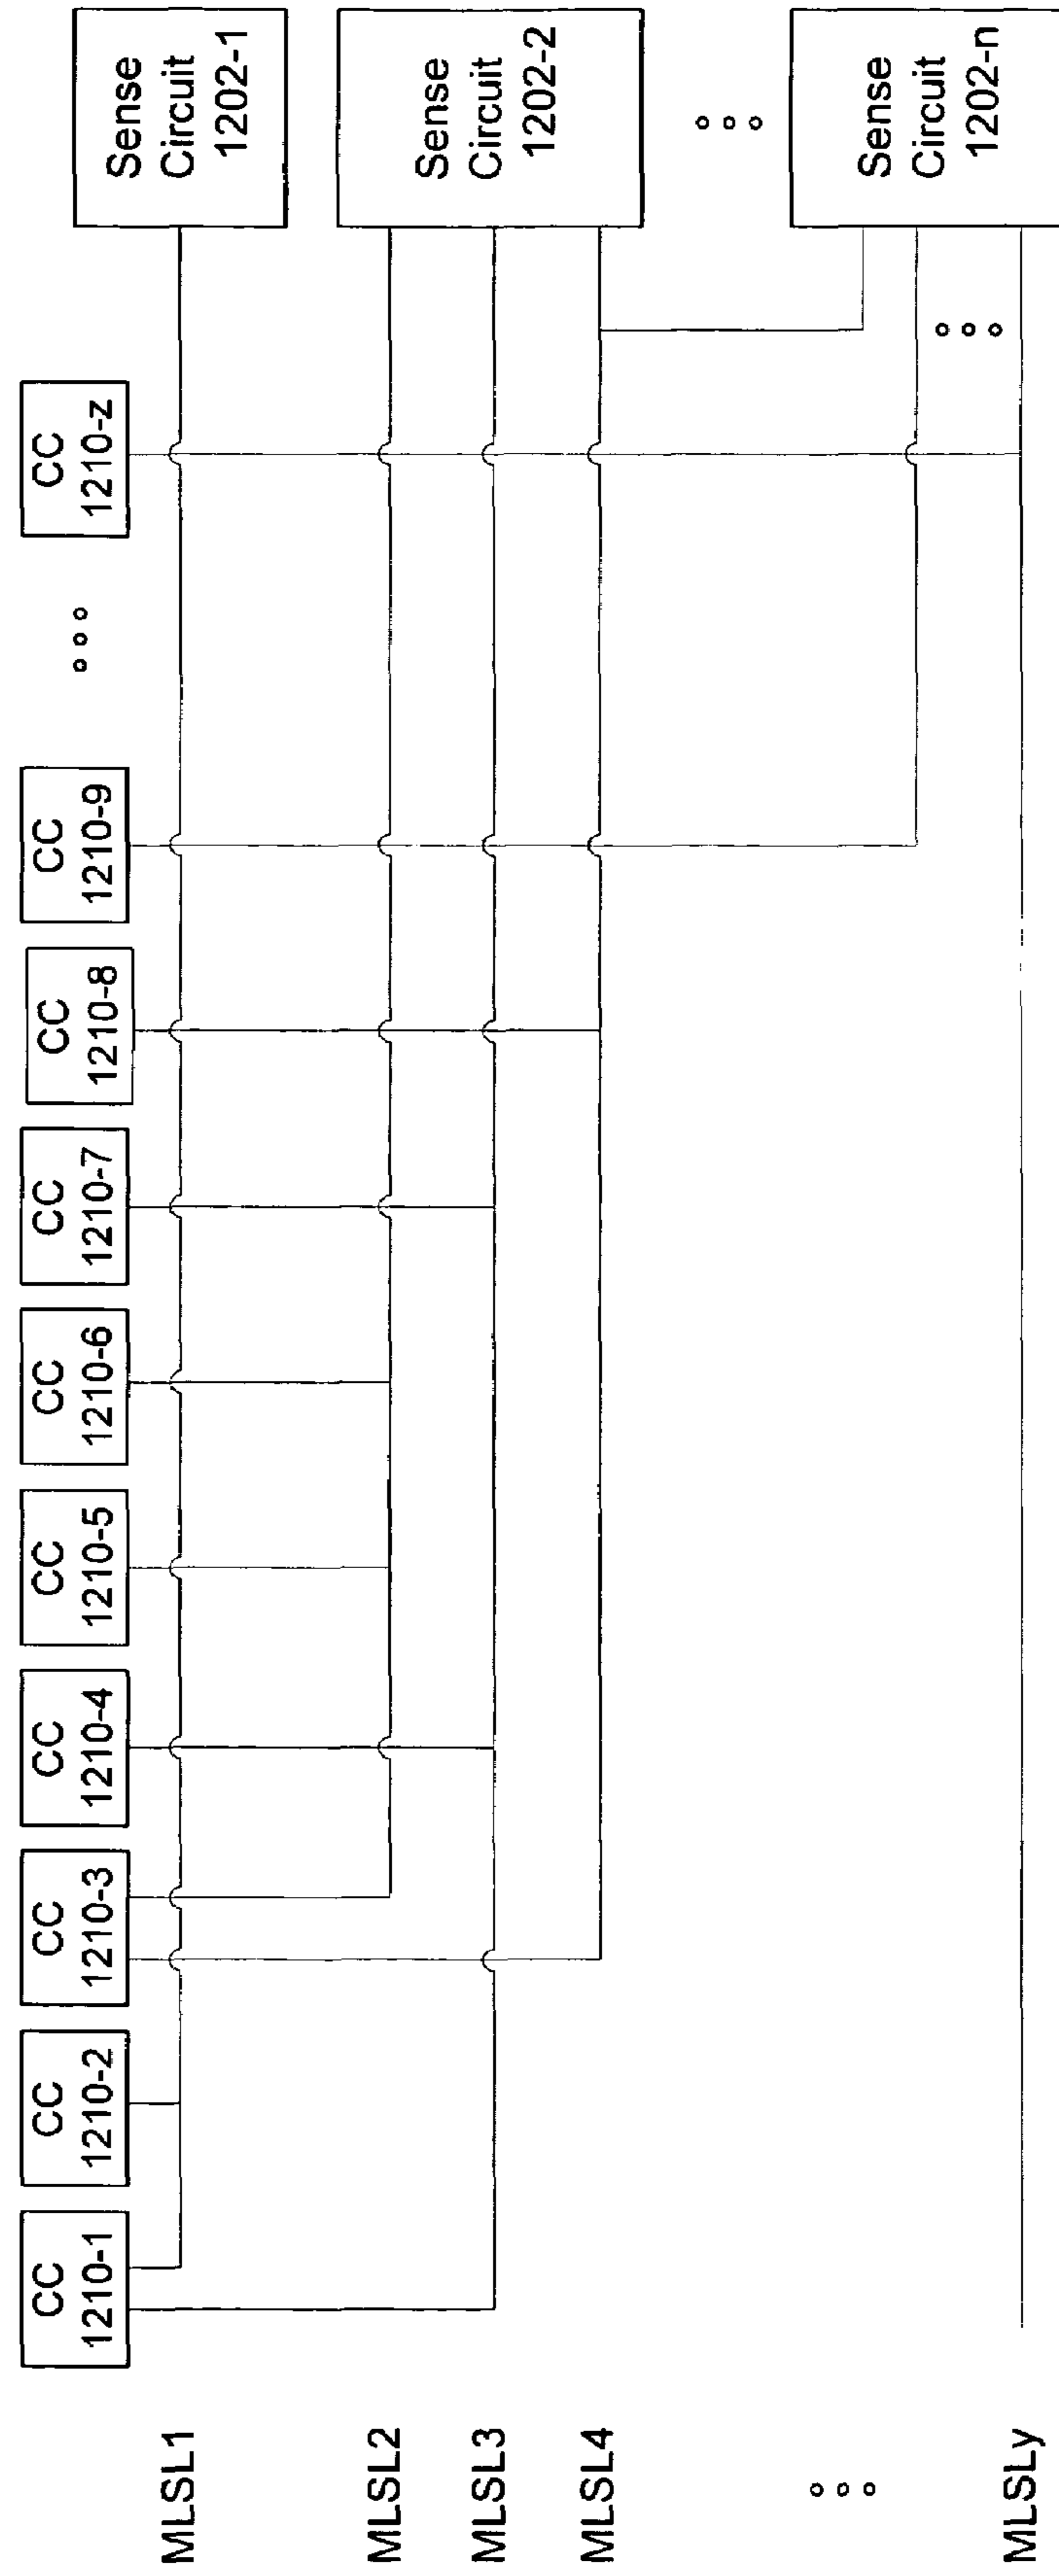 CC
1210-1
CC
1210-2
CC
1210-3
CC
1210-4
CC
1210-5
CC
1210-6
CC
1210-7
CC
1210-8
CC
1210-9
CC
1210-z
MLSL1
Sense
Circuit
1202-1
MLSL2
MLSL3
MLSL4
Sense
Circuit
1202-2
MLSLy
Sense
Circuit
1202-n